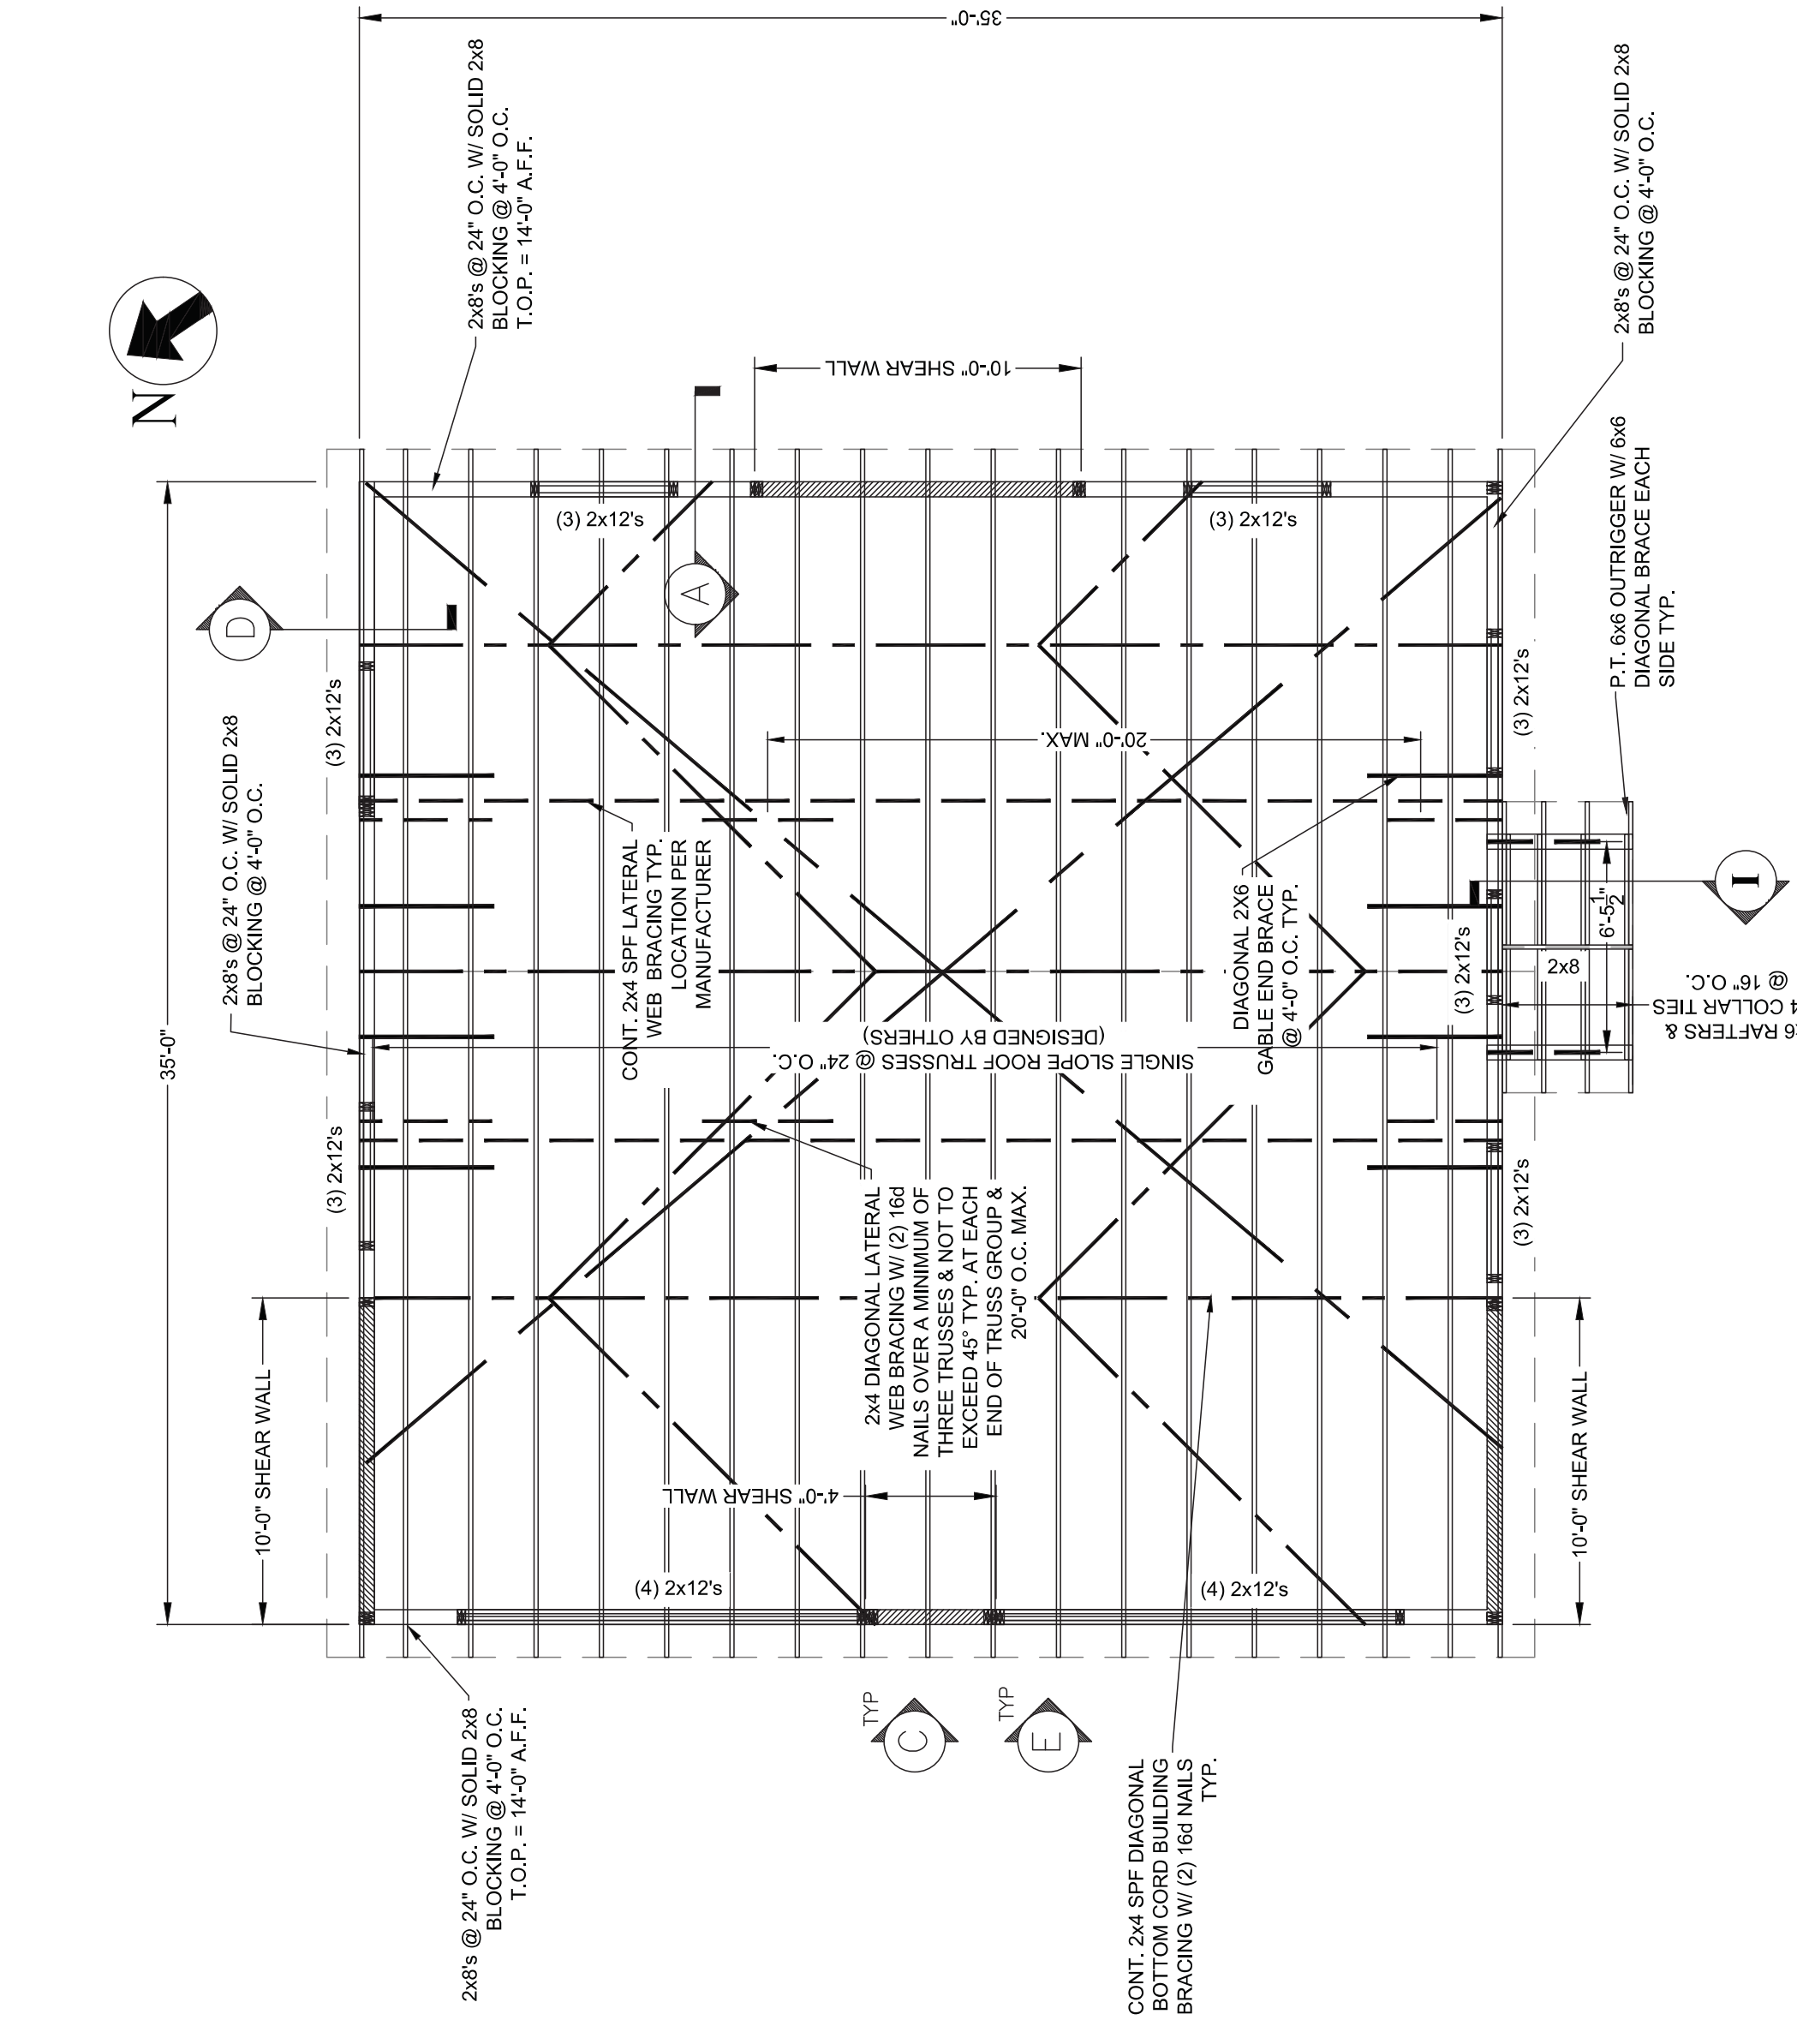 N
35'-0"
2x8's @ 24" O.C. W/ SOLID 2x8
BLOCKING @ 4'-0" O.C.
T.O.P. = 14'-0" A.F.F.
2x8's @ 24" O.C. W/ SOLID 2x8
BLOCKING @ 4'-0" O.C.
10'-0" SHEAR WALL
(3) 2x12's
(3) 2x12's
A
D
(3) 2x12's
2x8's @ 24" O.C. W/ SOLID 2x8
BLOCKING @ 4'-0" O.C.
35'-0"
(3) 2x12's
10'-0" SHEAR WALL
20'-0" MAX.
CONT. 2x4 SPF LATERAL
WEB BRACING TYP.
LOCATION PER
MANUFACTURER
SINGLE SLOPE ROOF TRUSSES @ 24" O.C.
(DESIGNED BY OTHERS)
DIAGONAL 2X6
GABLE END BRACE
@ 4'-0" O.C. TYP.
P.T. 6x6 OUTRIGGER W/ 6x6
DIAGONAL BRACE EACH
SIDE TYP.
(3) 2x12's
(3) 2x12's
(3) 2x12's
2x8
6'-5 1/2"
I
6 RAFTERS &
4 COLLAR TIES
@ 16" O.C.
2x4 DIAGONAL LATERAL
WEB BRACING W/ (2) 16d
NAILS OVER A MINIMUM OF
THREE TRUSSES & NOT TO
EXCEED 45° TYP. AT EACH
END OF TRUSS GROUP &
20'-0" O.C. MAX.
4'-0" SHEAR WALL
(4) 2x12's
(4) 2x12's
10'-0" SHEAR WALL
2x8's @ 24" O.C. W/ SOLID 2x8
BLOCKING @ 4'-0" O.C.
T.O.P. = 14'-0" A.F.F.
TYP
C
TYP
E
CONT. 2x4 SPF DIAGONAL
BOTTOM CORD BUILDING
BRACING W/ (2) 16d NAILS
TYP.